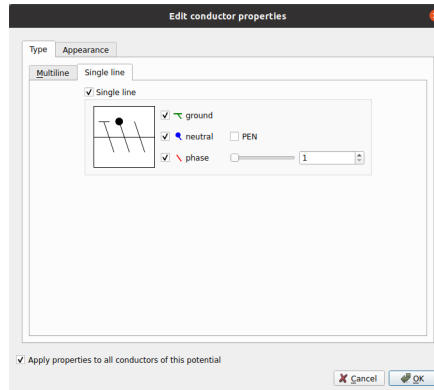 Edit conductor properties
Type Appearance
Multiline Single line
Single line
ground
neutral PEN
phase 1
Apply properties to all conductors of this potential
Cancel OK